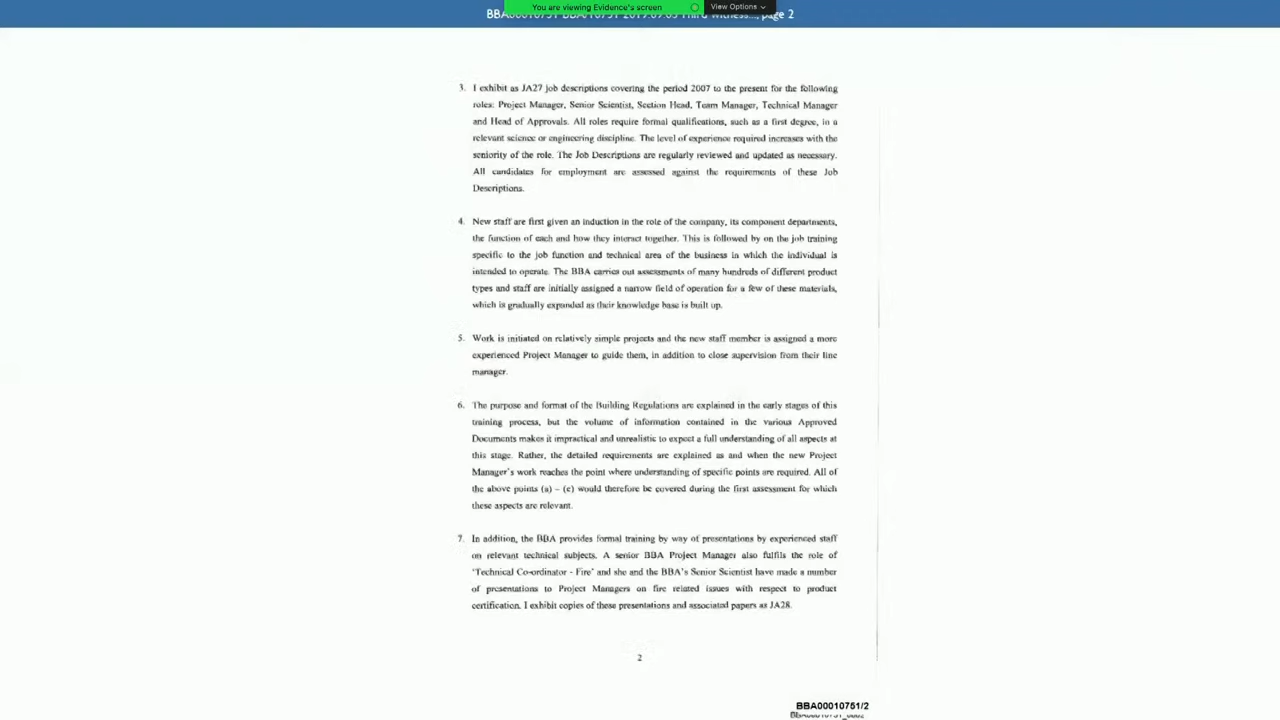 You are viewing Evidence's screen
View Options
page 2
3. I exhibit as JA27 job descriptions covering the period 2007 to the present for the following
roles: Project Manager, Senior Scientist, Section Head, Team Manager, Technical Manager
and Head of Approvals. All roles require formal qualifications, such as a first degree, in a
relevant science or engineering discipline. The level of experience required increases with the
seniority of the role. The Job Descriptions are regularly reviewed and updated as necessary.
All candidates for employment are assessed against the requirements of these Job
Descriptions.
4. New staff are first given an induction in the role of the company, its component departments,
the function of each and how they interact together. This is followed by on the job training
specific to the job function and technical area of the business in which the individual is
intended to operate. The BBA carries out assessments of many hundreds of different product
types and staff are initially assigned a narrow field of operation for a few of these materials,
which is gradually expanded as their knowledge base is built up.
5. Work is initiated on relatively simple projects and the new staff member is assigned a more
experienced Project Manager to guide them, in addition to close supervision from their line
manager.
6. The purpose and format of the Building Regulations are explained in the early stages of this
training process, but the volume of information contained in the various Approved
Documents makes it impractical and unrealistic to expect a full understanding of all aspects at
this stage. Rather, the detailed requirements are explained as and when the new Project
Manager's work reaches the point where understanding of specific points are required. All of
the above points (a) – (e) would therefore be covered during the first assessment for which
these aspects are relevant.
7. In addition, the BBA provides formal training by way of presentations by experienced staff
on relevant technical subjects. A senior BBA Project Manager also fulfils the role of
'Technical Co-ordinator - Fire' and she and the BBA's Senior Scientist have made a number
of presentations to Project Managers on fire related issues with respect to product
certification. I exhibit copies of these presentations and associated papers as JA28.
2
BBA00010751/2